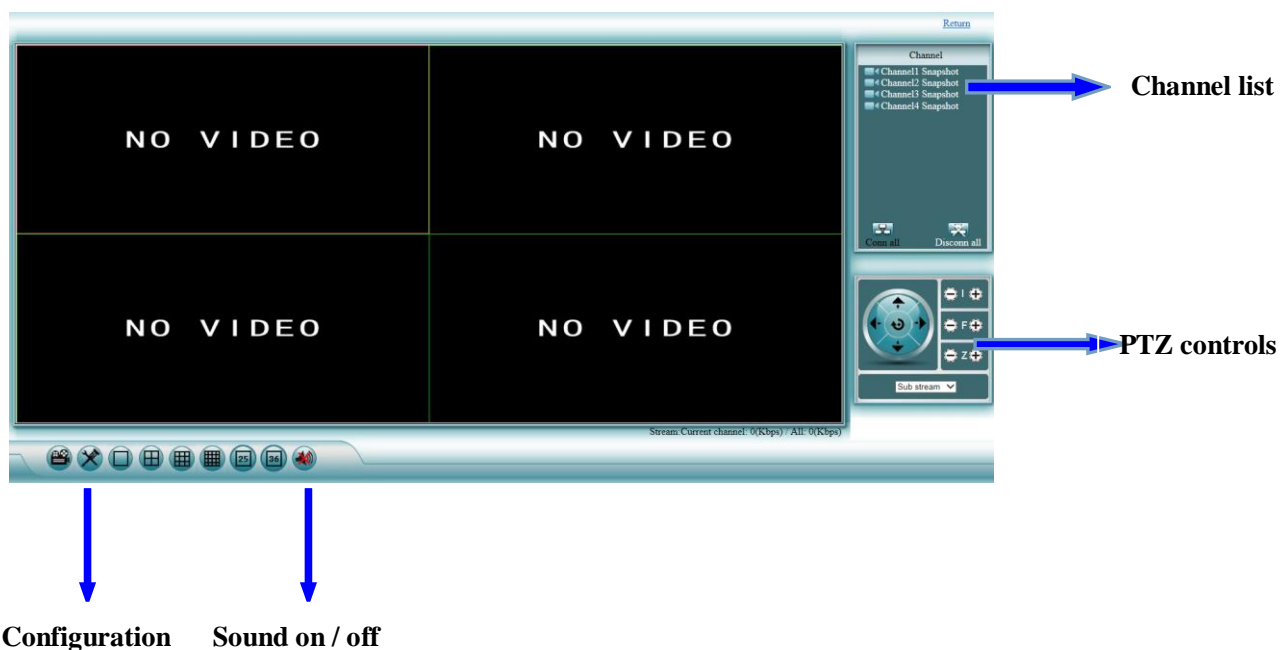 Return
Channel
Channel1 Snapshot
Channel2 Snapshot
Channel3 Snapshot
Channel4 Snapshot
Channel list
NO VIDEO
NO VIDEO
Conn all
Disconn all
I
F
Z
PTZ controls
NO VIDEO
NO VIDEO
Sub stream
Stream Current channel: 0(Kbps) / All: 0(Kbps)
25
36
Configuration
Sound on / off